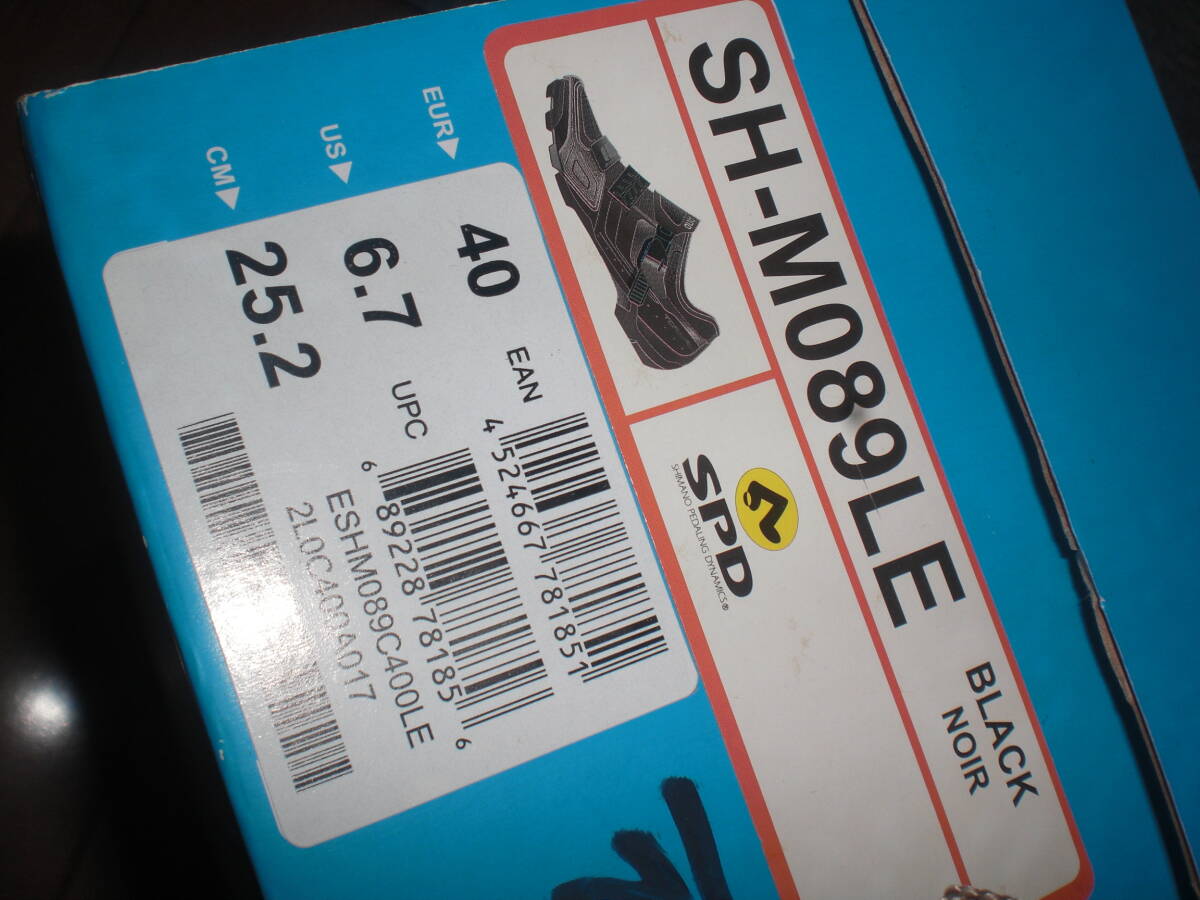 SH-M089LE
BLACK
NOIR
SPD
SHIMANO PEDALING DYNAMICS®
EUR 40
US 6.7
CM 25.2
EAN
4 524667 781851
UPC
6 89228 78185 6
ESHM089C400LE
2L0C400A017